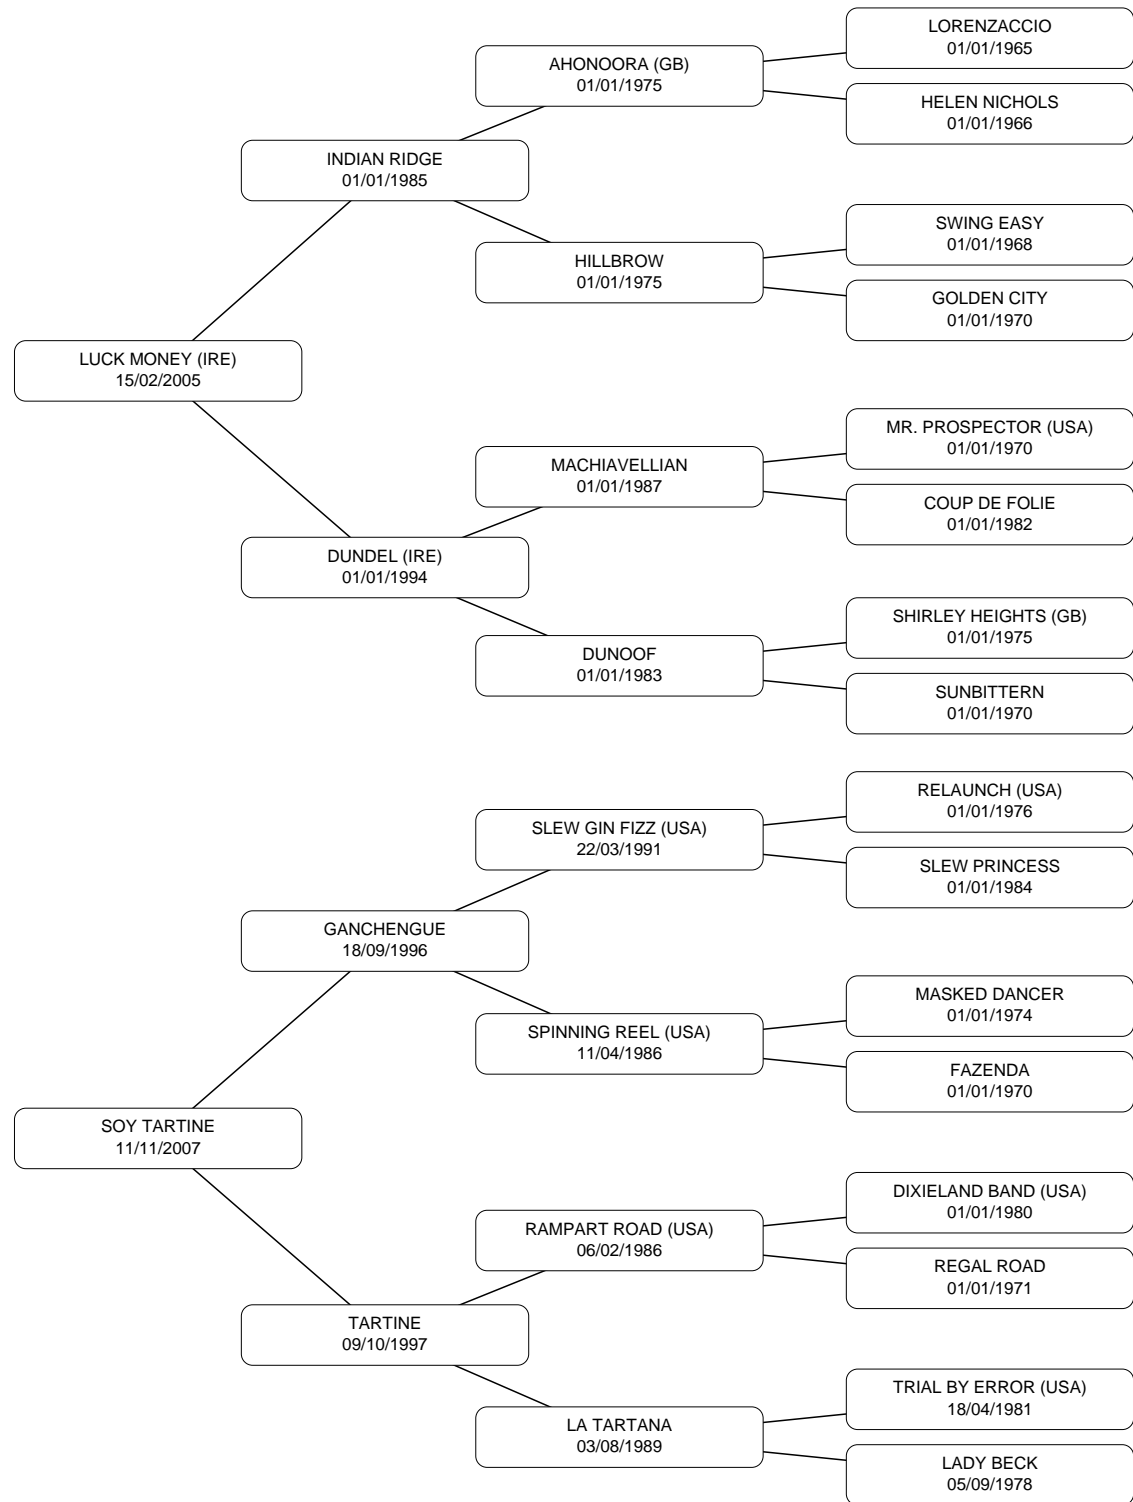 LORENZACCIO
01/01/1965
AHONOORA (GB)
01/01/1975
HELEN NICHOLS
01/01/1966
INDIAN RIDGE
01/01/1985
SWING EASY
01/01/1968
HILLBROW
01/01/1975
GOLDEN CITY
01/01/1970
LUCK MONEY (IRE)
15/02/2005
MR. PROSPECTOR (USA)
01/01/1970
MACHIAVELLIAN
01/01/1987
COUP DE FOLIE
01/01/1982
DUNDEL (IRE)
01/01/1994
SHIRLEY HEIGHTS (GB)
01/01/1975
DUNOOF
01/01/1983
SUNBITTERN
01/01/1970
RELAUNCH (USA)
01/01/1976
SLEW GIN FIZZ (USA)
22/03/1991
SLEW PRINCESS
01/01/1984
GANCHENGUE
18/09/1996
MASKED DANCER
01/01/1974
SPINNING REEL (USA)
11/04/1986
FAZENDA
01/01/1970
SOY TARTINE
11/11/2007
DIXIELAND BAND (USA)
01/01/1980
RAMPART ROAD (USA)
06/02/1986
REGAL ROAD
01/01/1971
TARTINE
09/10/1997
TRIAL BY ERROR (USA)
18/04/1981
LA TARTANA
03/08/1989
LADY BECK
05/09/1978